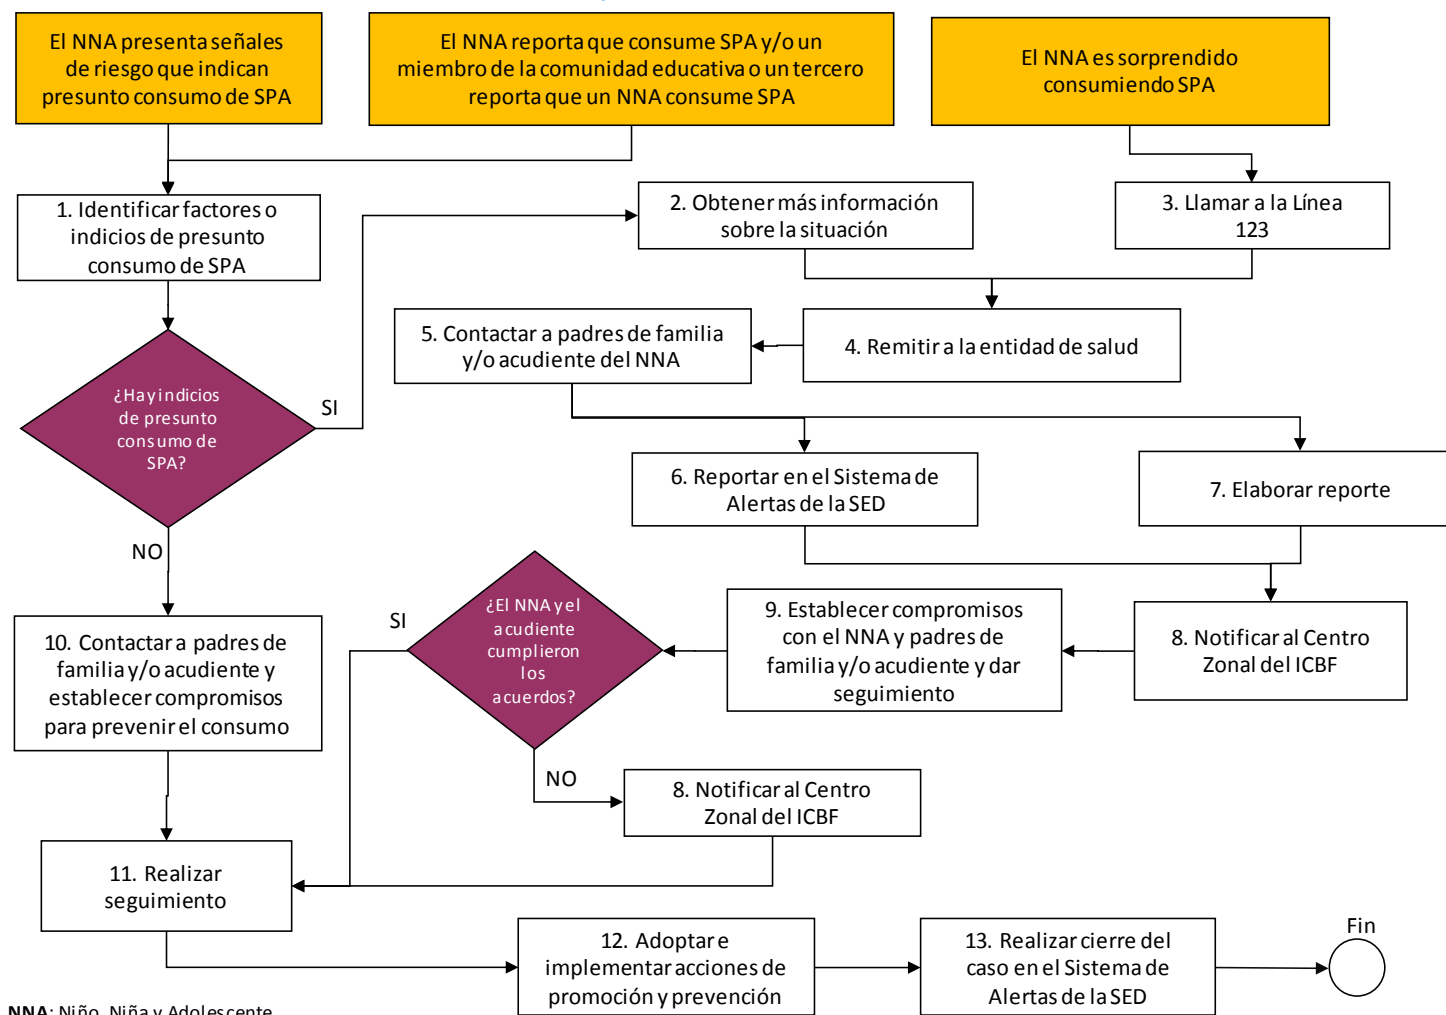 El NNA presenta señales
de riesgo que indican
presunto consumo de SPA
El NNA reporta que consume SPA y/o un
miembro de la comunidad educativa o un tercero
reporta que un NNA consume SPA
El NNA es sorprendido
consumiendo SPA
1. Identificar factores o
indicios de presunto
consumo de SPA
2. Obtener más información
sobre la situación
3. Llamar a la Línea
123
5. Contactar a padres de familia
y/o acudiente del NNA
4. Remitir a la entidad de salud
¿Hay indicios
de presunto
consumo de
SPA?
SI
NO
6. Reportar en el Sistema de
Alertas de la SED
7. Elaborar reporte
8. Notificar al Centro
Zonal del ICBF
9. Establecer compromisos
con el NNA y padres de
familia y/o acudiente y dar
seguimiento
¿El NNA y el
acudiente
cumplieron
los
acuerdos?
SI
NO
8. Notificar al Centro
Zonal del ICBF
10. Contactar a padres de
familia y/o acudiente y
establecer compromisos
para prevenir el consumo
11. Realizar
seguimiento
12. Adoptar e
implementar acciones de
promoción y prevención
13. Realizar cierre del
caso en el Sistema de
Alertas de la SED
Fin
NNA: Niño, Niña y Adolescente